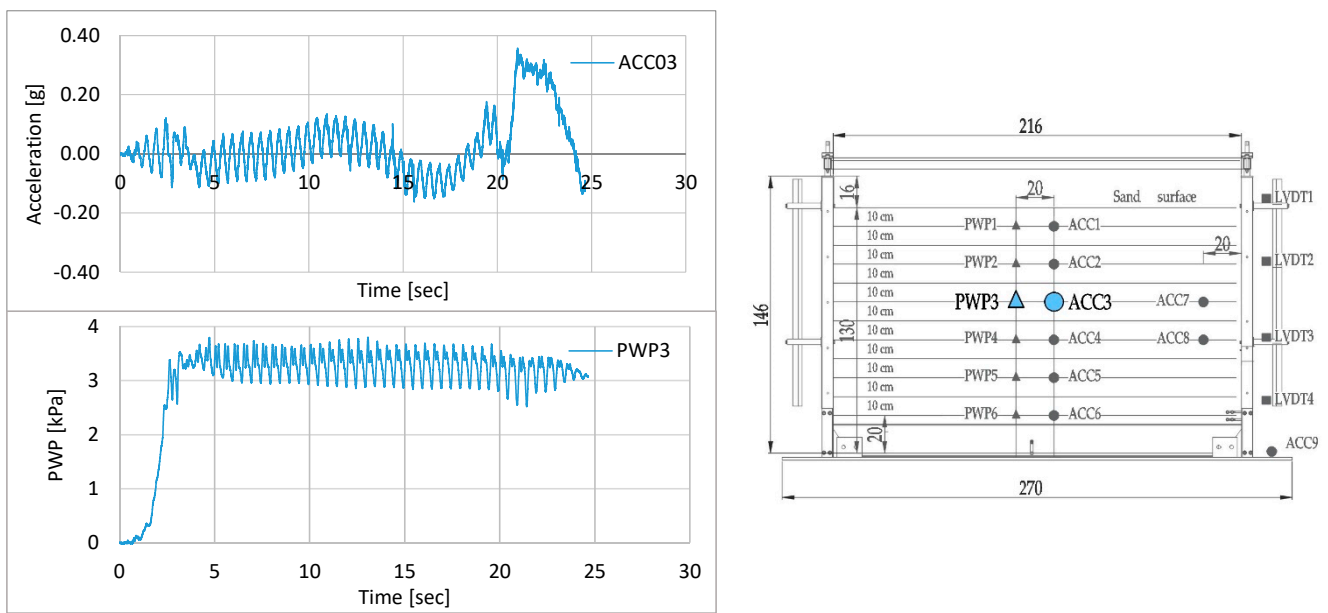 0.40
0.20
0.00
-0.20
-0.40
0 5 10 15 20 25 30
Acceleration [g]
Time [sec]
ACC03
4
3
2
1
0
0 5 10 15 20 25 30
PWP [kPa]
Time [sec]
PWP3
216
16
20
Sand surface
LVDT1
10 cm
PWP1 ACC1
10 cm
20
10 cm
PWP2 ACC2
LVDT2
10 cm
10 cm
PWP3 ACC3 ACC7
10 cm
146
130
10 cm
PWP4 ACC4 ACC8
LVDT3
10 cm
10 cm
PWP5 ACC5
10 cm
LVDT4
PWP6 ACC6
20
ACC9
270